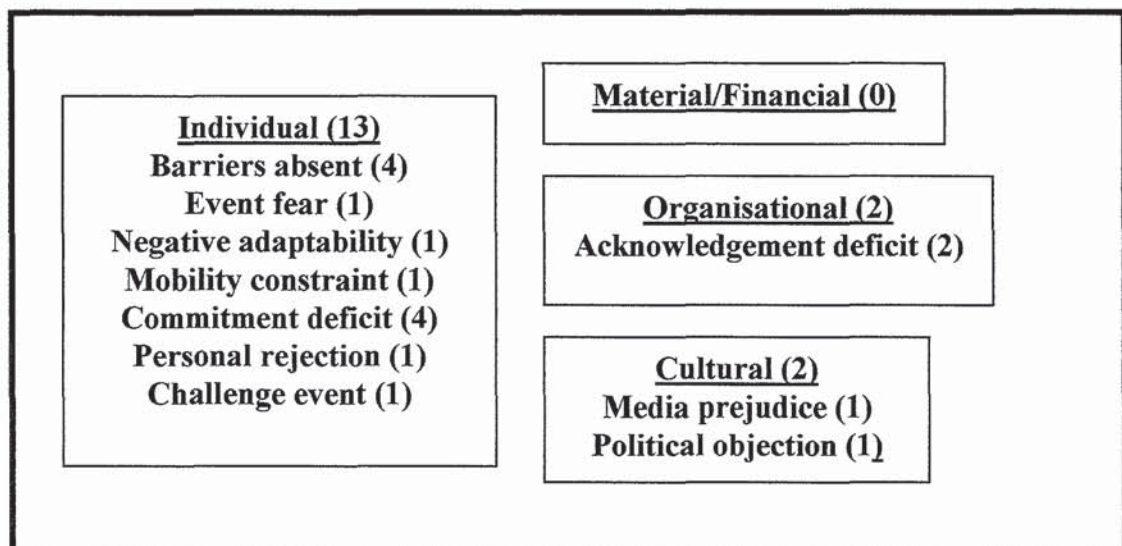 Individual (13)
Barriers absent (4)
Event fear (1)
Negative adaptability (1)
Mobility constraint (1)
Commitment deficit (4)
Personal rejection (1)
Challenge event (1)
Material/Financial (0)
Organisational (2)
Acknowledgement deficit (2)
Cultural (2)
Media prejudice (1)
Political objection (1)